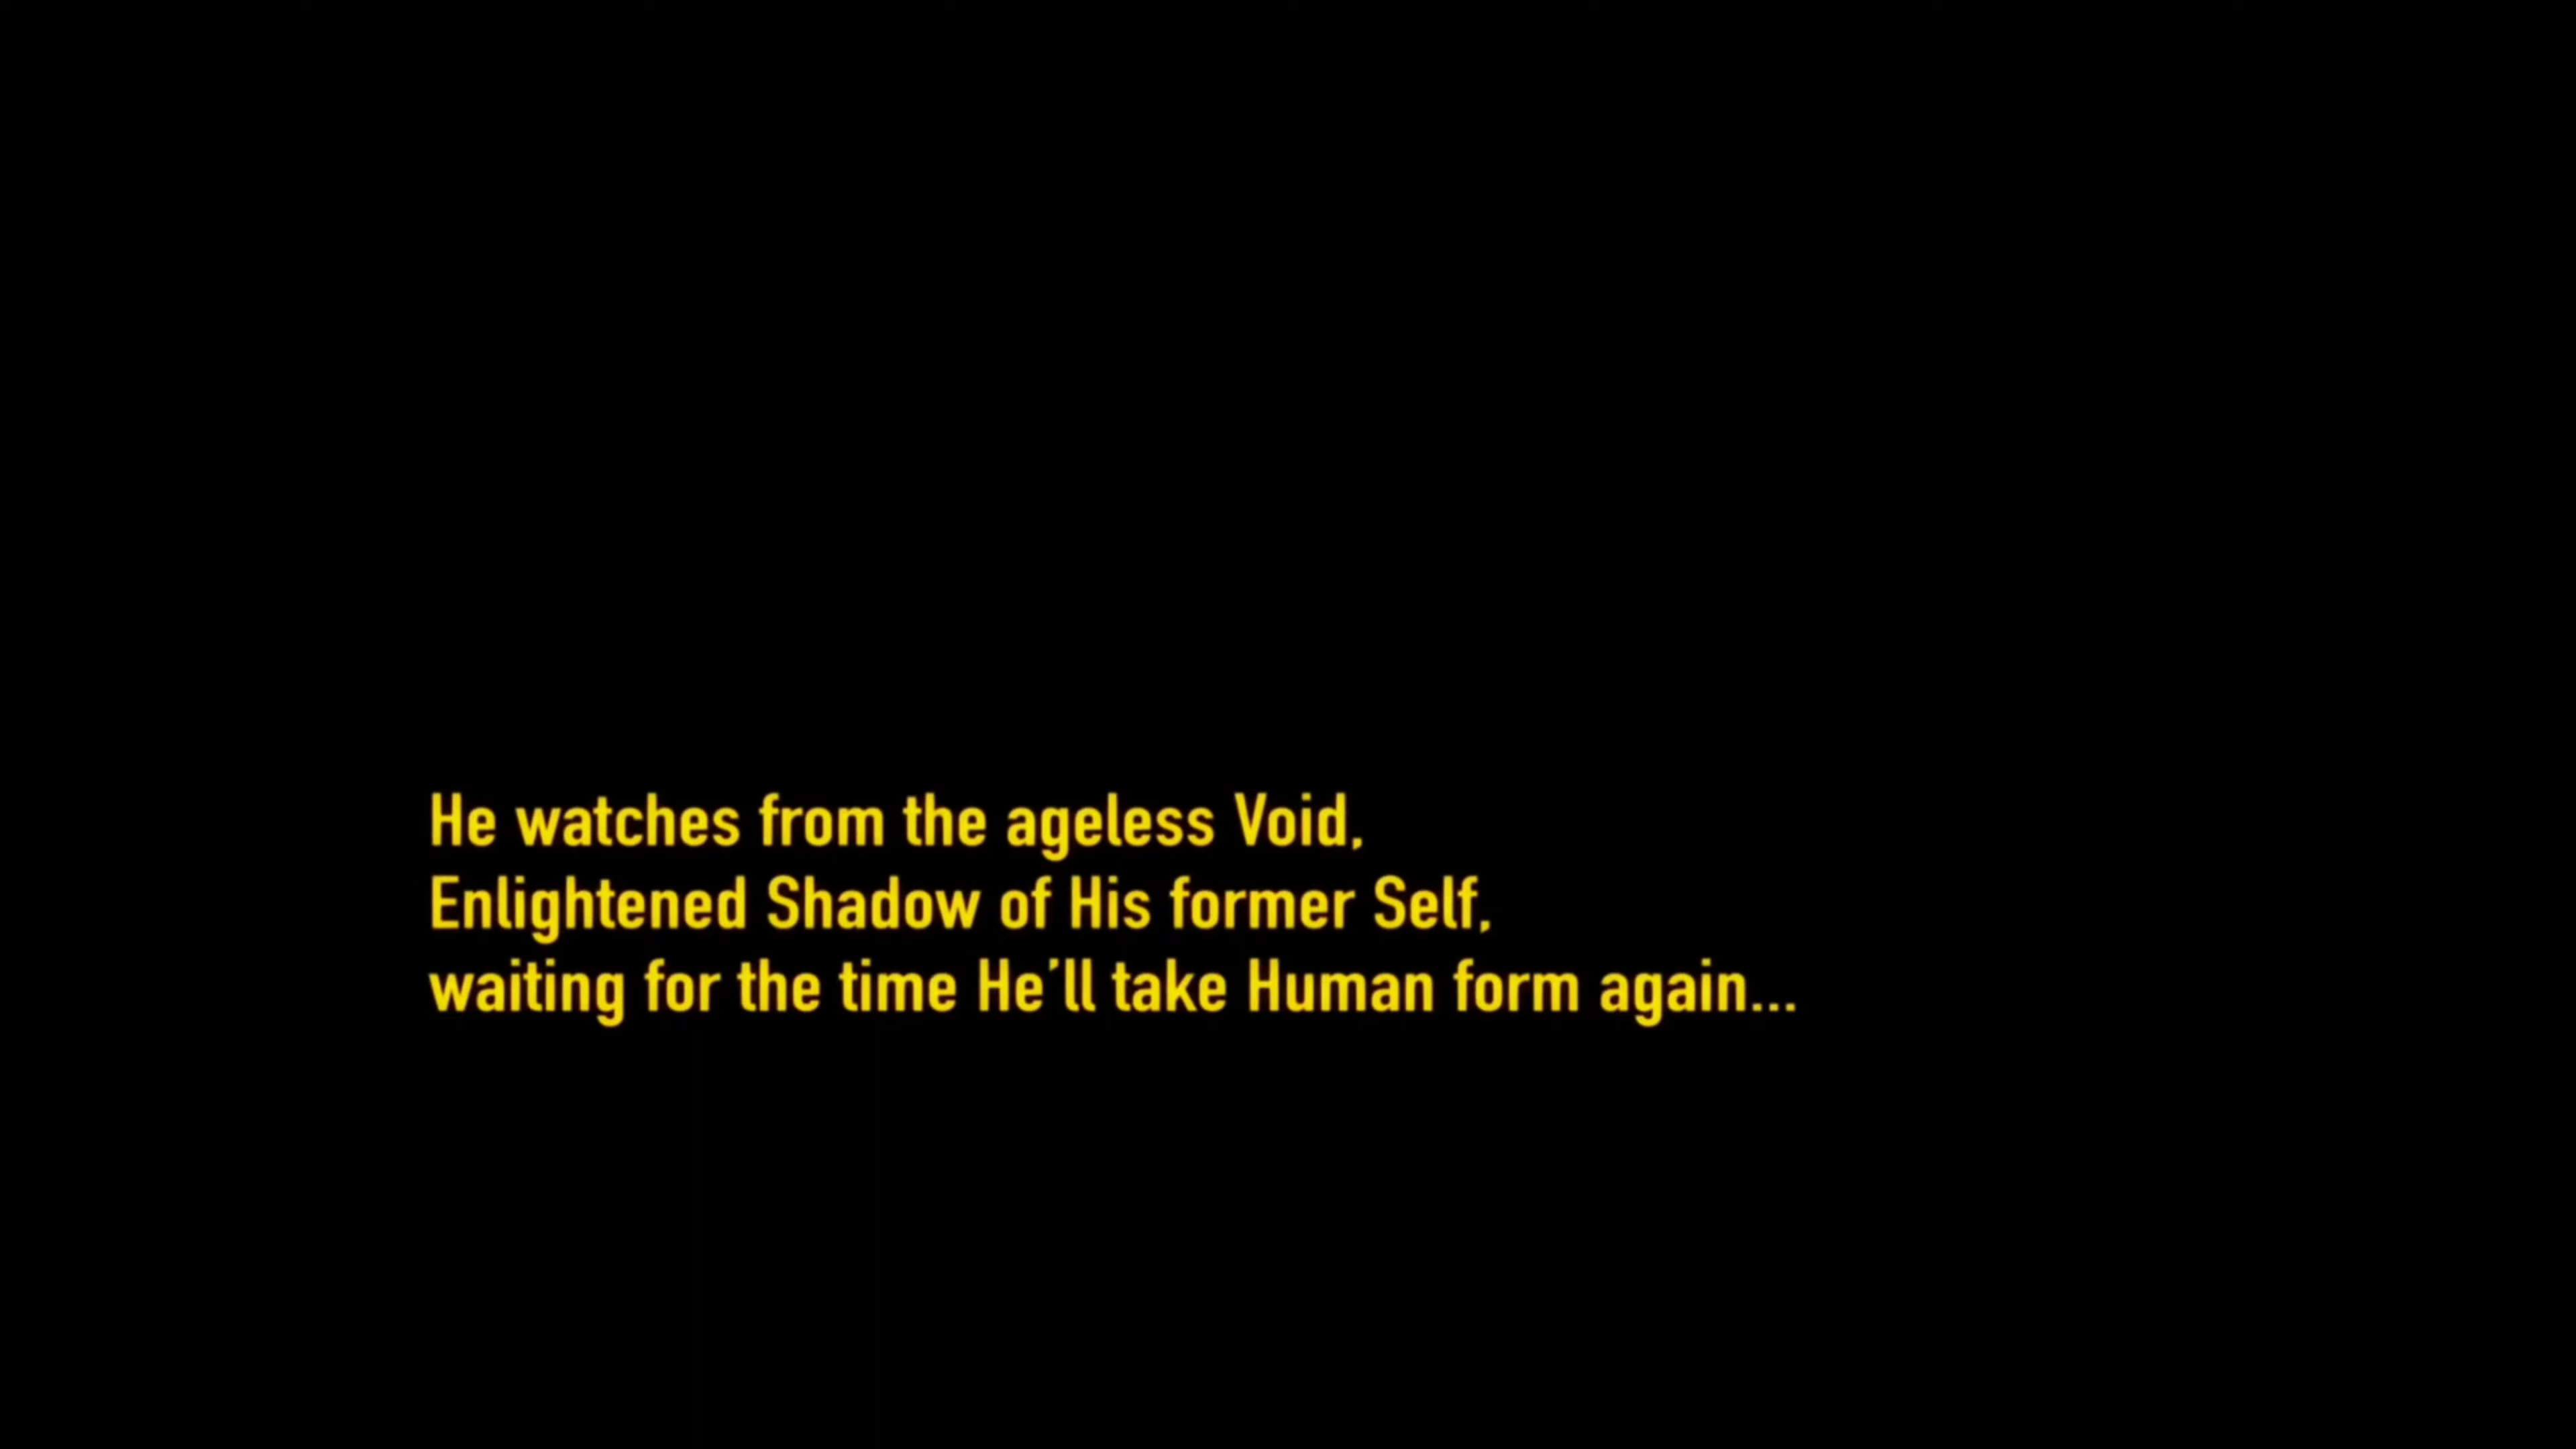 He watches from the ageless Void,
Enlightened Shadow of His former Self,
waiting for the time He’ll take Human form again...